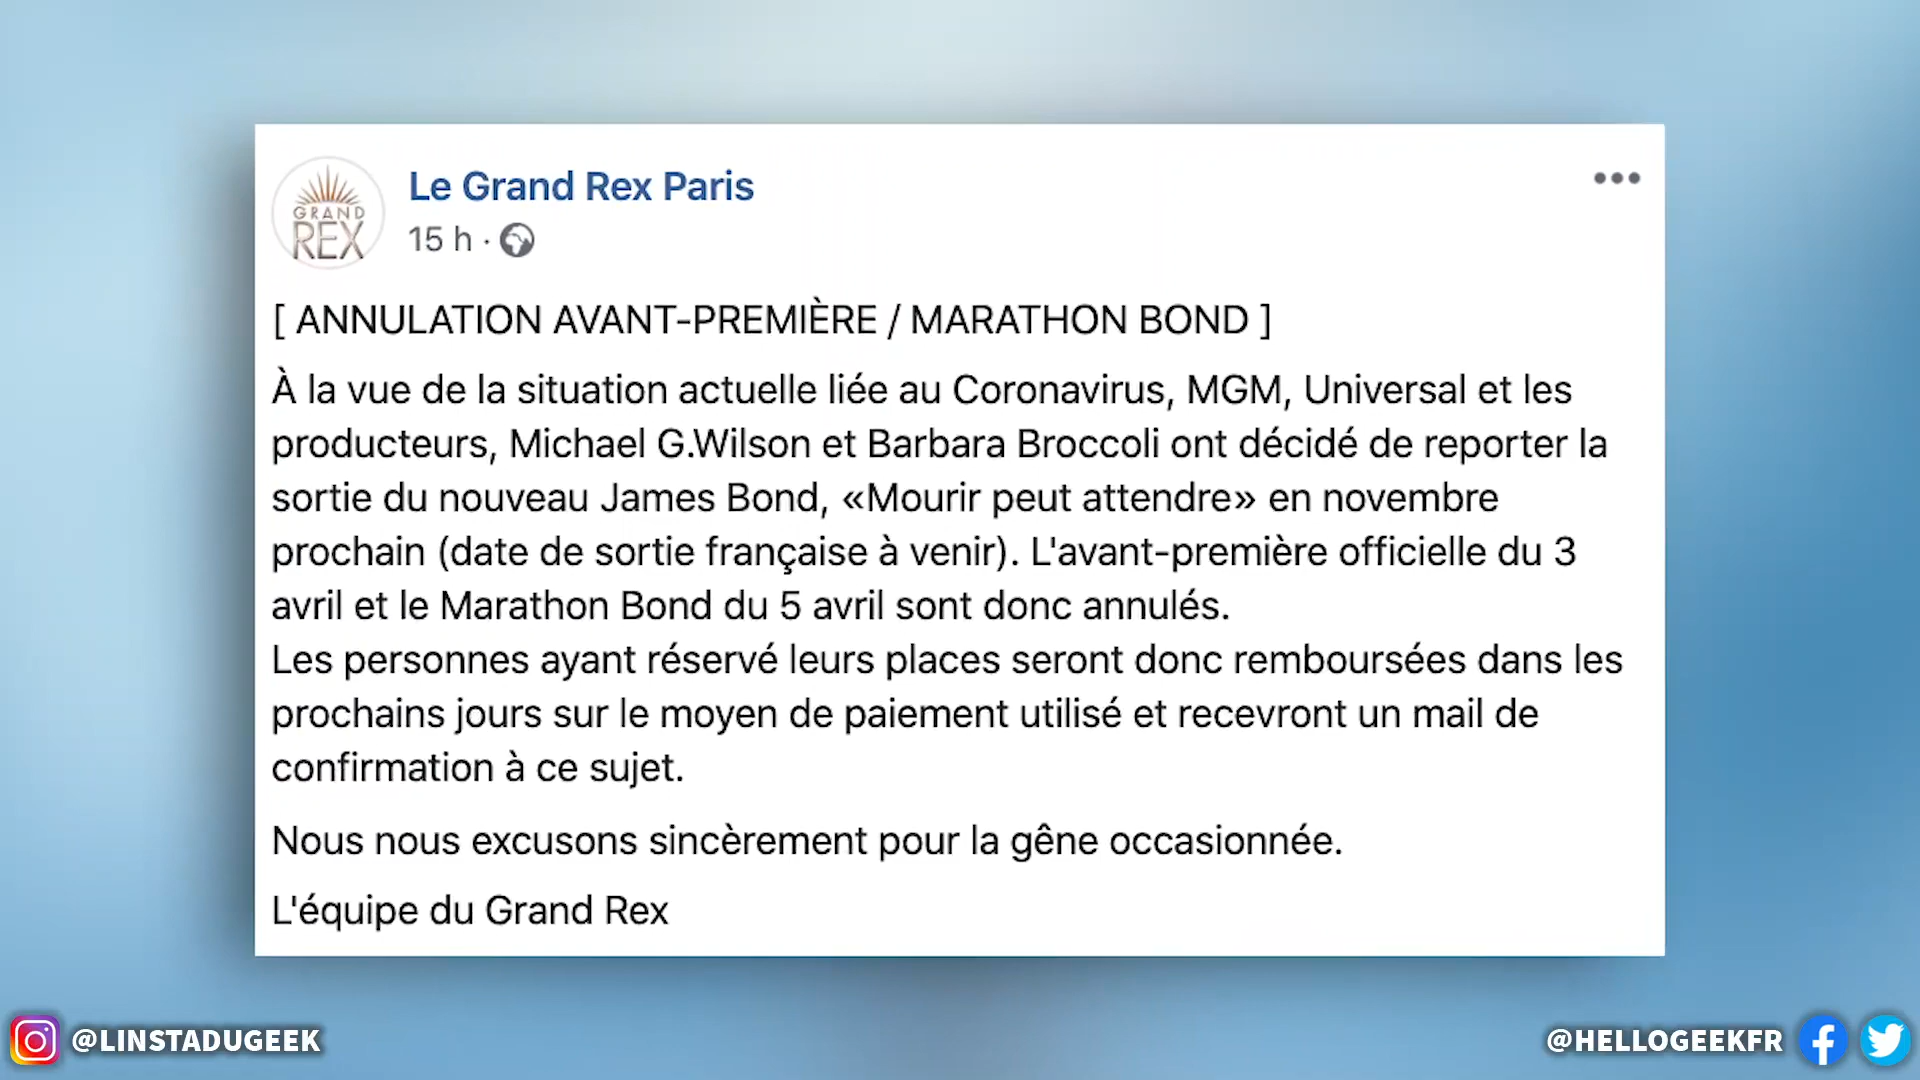 GRAND
REX
Le Grand Rex Paris
15 h ·
[ ANNULATION AVANT-PREMIÈRE / MARATHON BOND ]
À la vue de la situation actuelle liée au Coronavirus, MGM, Universal et les
producteurs, Michael G.Wilson et Barbara Broccoli ont décidé de reporter la
sortie du nouveau James Bond, «Mourir peut attendre» en novembre
prochain (date de sortie française à venir). L'avant-première officielle du 3
avril et le Marathon Bond du 5 avril sont donc annulés.
Les personnes ayant réservé leurs places seront donc remboursées dans les
prochains jours sur le moyen de paiement utilisé et recevront un mail de
confirmation à ce sujet.
Nous nous excusons sincèrement pour la gêne occasionnée.
L'équipe du Grand Rex
@LINSTADUGEEK
@HELLOGEEKFR